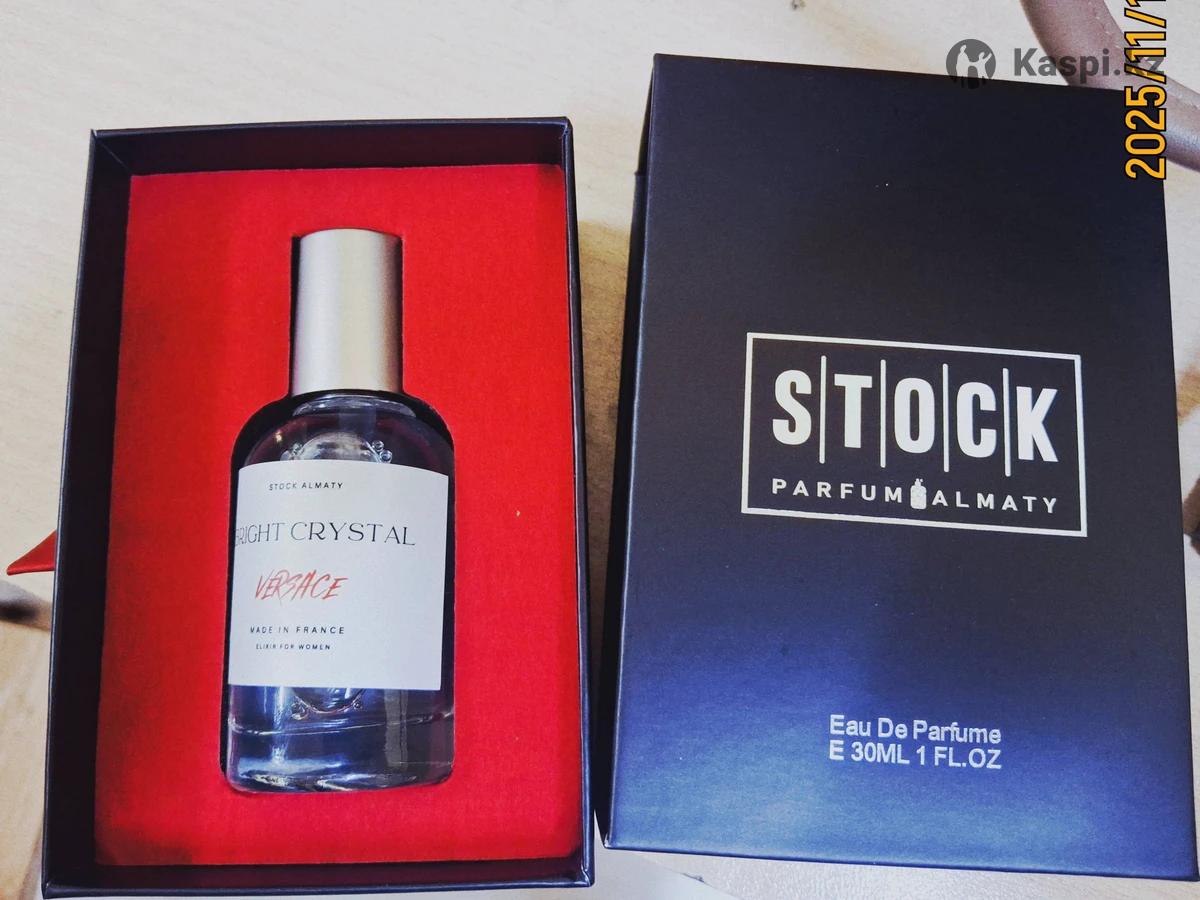 Kaspi.kz
2025/11/1
STOCK ALMATY
BRIGHT CRYSTAL
VERSACE
MADE IN FRANCE
ELIXIR FOR WOMEN
STOCK
PARFUM ALMATY
Eau De Parfume
E 30ML 1 FL.OZ